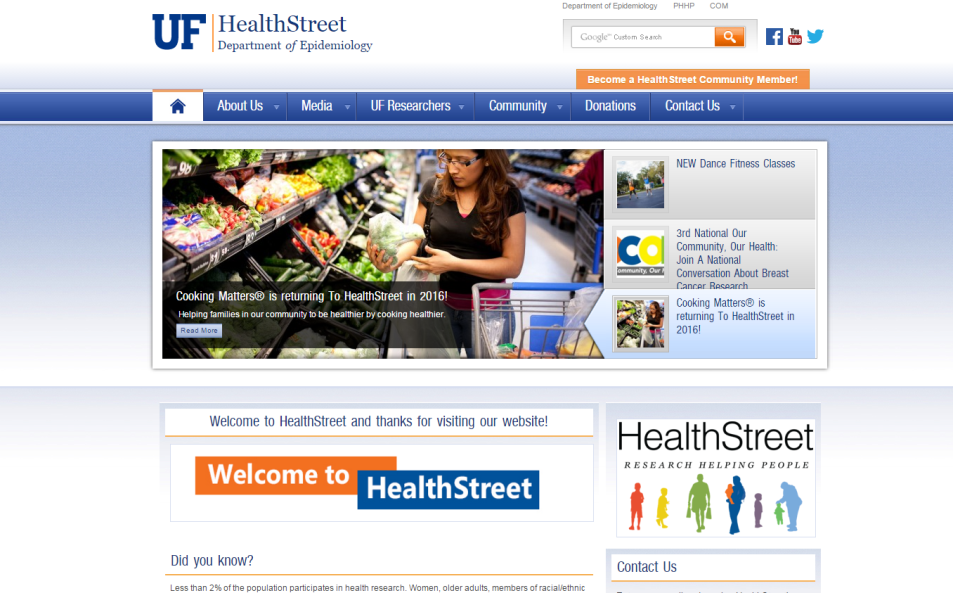 Department of Epidemiology PHHP COM
UF HealthStreet
Department of Epidemiology
Google™ Custom Search
You Tube
Become a HealthStreet Community Member!
About Us Media UF Researchers Community Donations Contact Us
NEW Dance Fitness Classes
3rd National Our
Community, Our Health:
Join A National
Conversation About Breast
Cancer Research
Cooking Matters® is returning To HealthStreet in 2016!
Helping families in our community to be healthier by cooking healthier.
Read More
Cooking Matters® is
returning To HealthStreet in
2016!
Welcome to HealthStreet and thanks for visiting our website!
Welcome to
HealthStreet
HealthStreet
RESEARCH HELPING PEOPLE
Did you know?
Less than 2% of the population participates in health research. Women, older adults, members of racial/ethnic
Contact Us